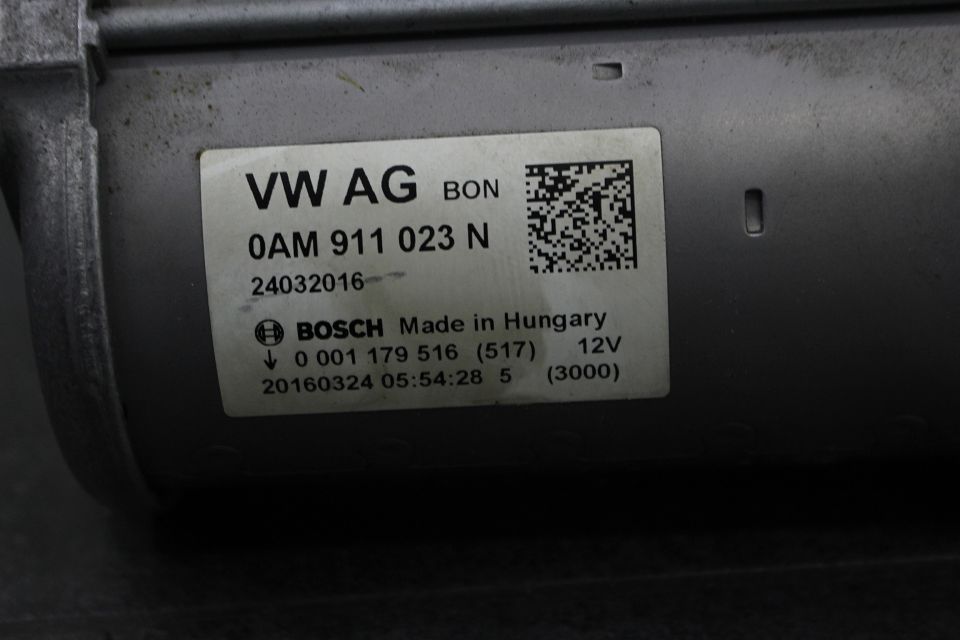 VW AG BON
0AM 911 023 N
24032016
BOSCH Made in Hungary
↓ 0 001 179 516 (517) 12V
20160324 05:54:28 5 (3000)